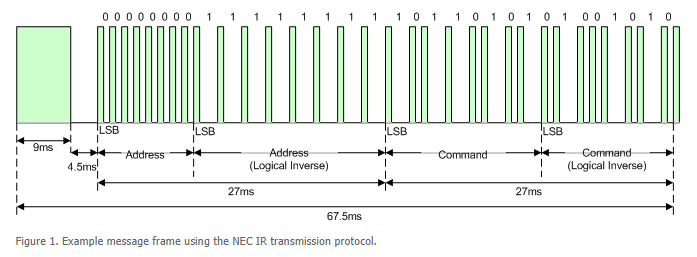 0 0 0 0 0 0 0 0 1 1 1 1 1 1 1 1 1 0 1 1 0 1 0 1 0 1 0 0 1 0 1 0
LSB LSB LSB LSB
9ms 4.5ms
Address
Address
(Logical Inverse)
Command
Command
(Logical Inverse)
27ms 27ms
67.5ms
Figure 1. Example message frame using the NEC IR transmission protocol.